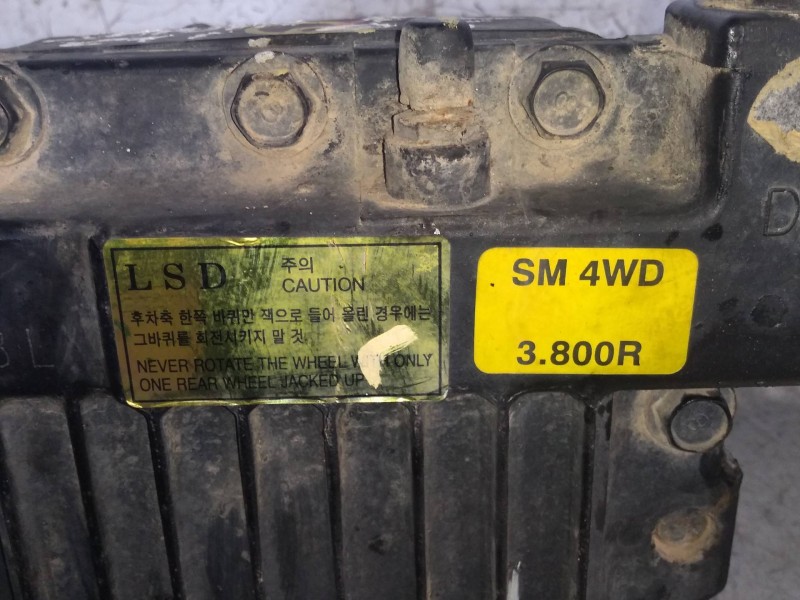 L S D 주의
CAUTION
후차축 한쪽 바퀴만 잭으로 들어 올린 경우에는
그바퀴를 회전시키지 말 것
NEVER ROTATE THE WHEEL WITH ONLY
ONE REAR WHEEL JACKED UP
SM 4WD
3.800R
D